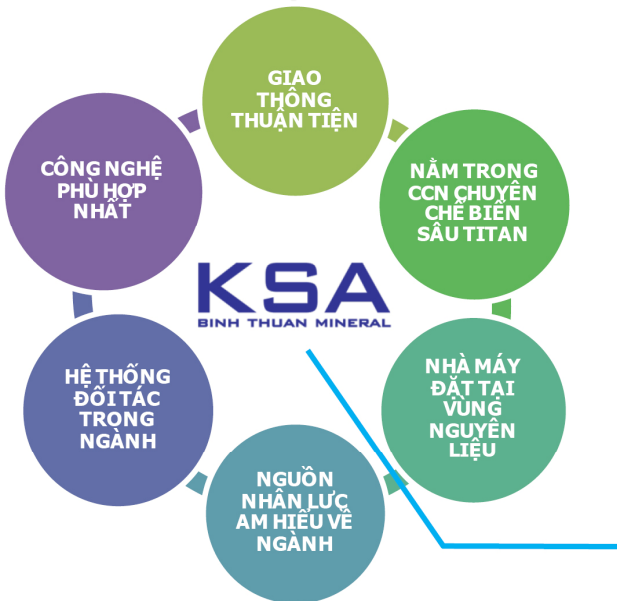 GIAO
THÔNG
THUẬN TIỆN
NẰM TRONG
CCN CHUYÊN
CHẾ BIẾN
SÂU TITAN
NHÀ MÁY
ĐẶT TẠI
VÙNG
NGUYÊN
LIỆU
NGUỒN
NHÂN LỰC
AM HIỂU VỀ
NGÀNH
HỆ THỐNG
ĐỐI TÁC
TRONG
NGÀNH
CÔNG NGHỆ
PHÙ HỢP
NHẤT
KSA
BINH THUAN MINERAL